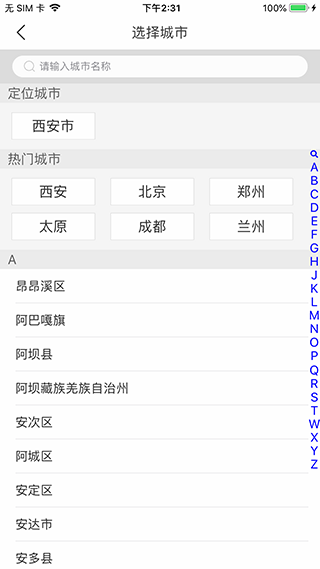 无 SIM 卡 下午2:31 100%
选择城市
请输入城市名称
定位城市
西安市
热门城市
西安 北京 郑州
太原 成都 兰州
A
昂昂溪区
阿巴嘎旗
阿坝县
阿坝藏族羌族自治州
安次区
阿城区
安定区
安达市
安多县
A
B
C
D
E
F
G
H
J
K
L
M
N
O
P
Q
R
S
T
W
X
Y
Z